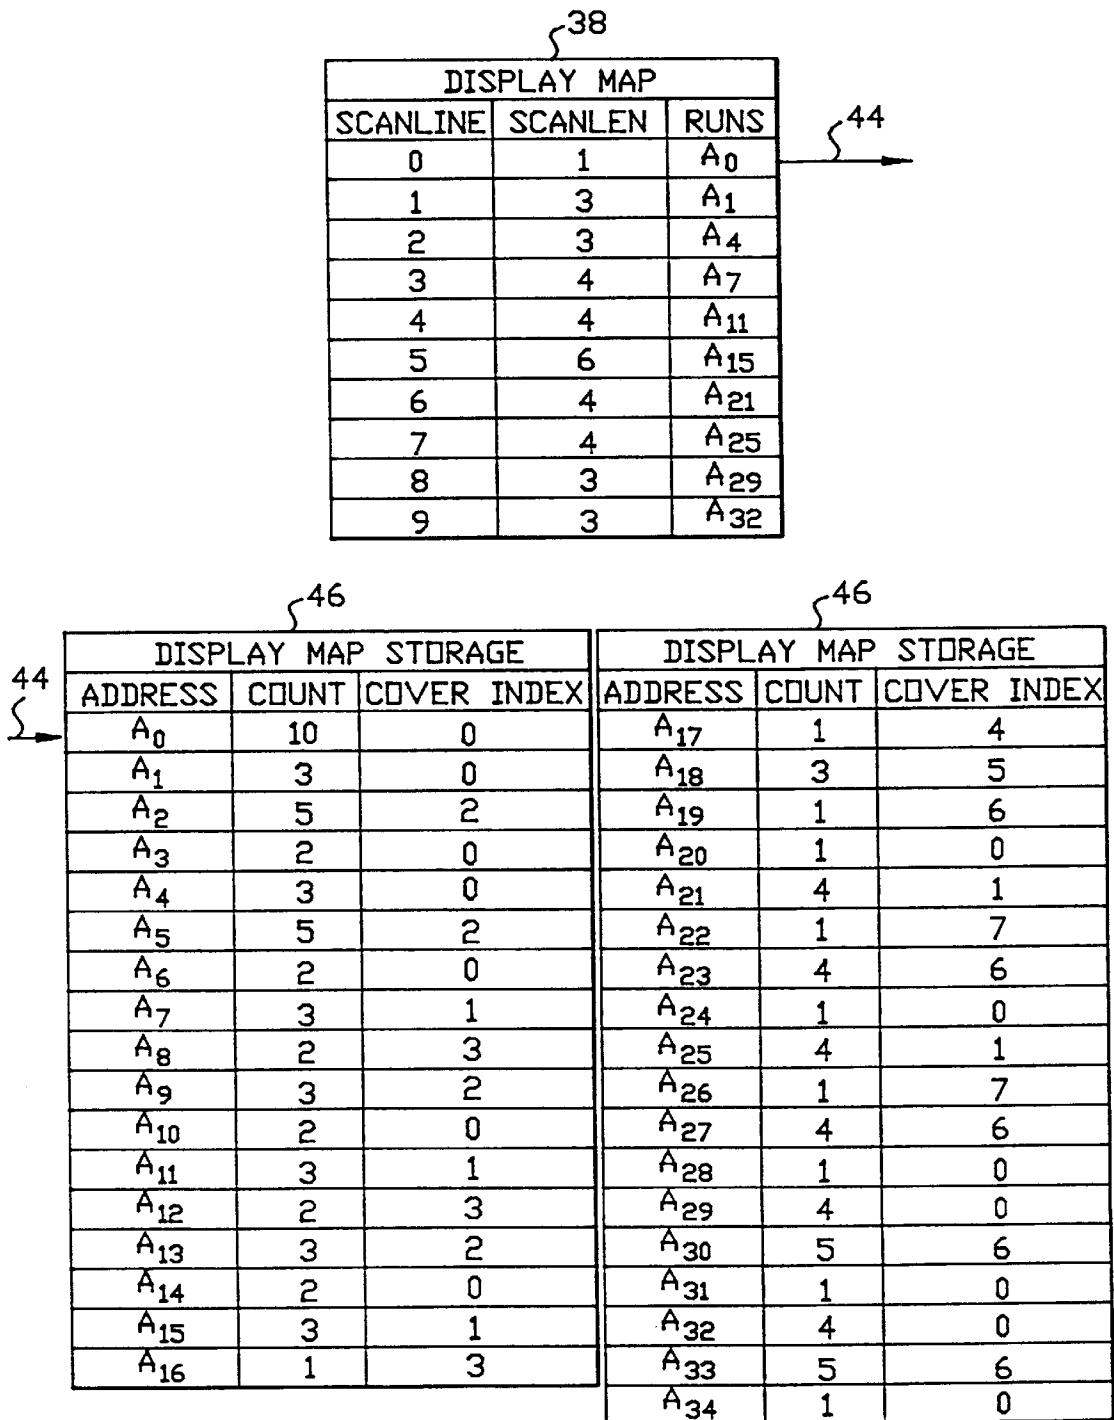 38
DISPLAY MAP
SCANLINE SCANLEN RUNS
44
0 1 A0
1 3 A1
2 3 A4
3 4 A7
4 4 A11
5 6 A15
6 4 A21
7 4 A25
8 3 A29
9 3 A32
46
DISPLAY MAP STORAGE
44
ADDRESS COUNT COVER INDEX
A0 10 0
A1 3 0
A2 5 2
A3 2 0
A4 3 0
A5 5 2
A6 2 0
A7 3 1
A8 2 3
A9 3 2
A10 2 0
A11 3 1
A12 2 3
A13 3 2
A14 2 0
A15 3 1
A16 1 3
46
DISPLAY MAP STORAGE
ADDRESS COUNT COVER INDEX
A17 1 4
A18 3 5
A19 1 6
A20 1 0
A21 4 1
A22 1 7
A23 4 6
A24 1 0
A25 4 1
A26 1 7
A27 4 6
A28 1 0
A29 4 0
A30 5 6
A31 1 0
A32 4 0
A33 5 6
A34 1 0